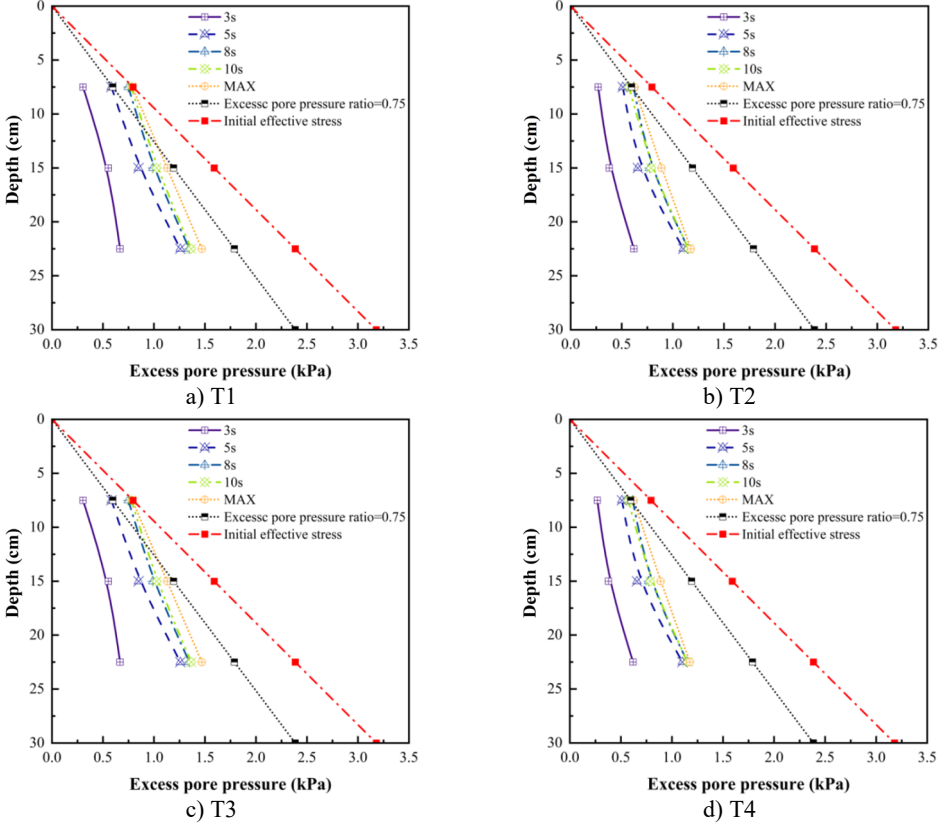 0
5
10
15
20
25
30
Depth (cm)
3s
5s
8s
10s
MAX
Excessc pore pressure ratio=0.75
Initial effective stress
0.0 0.5 1.0 1.5 2.0 2.5 3.0 3.5
Excess pore pressure (kPa)
a) T1
0
5
10
15
20
25
30
Depth (cm)
3s
5s
8s
10s
MAX
Excessc pore pressure ratio=0.75
Initial effective stress
0.0 0.5 1.0 1.5 2.0 2.5 3.0 3.5
Excess pore pressure (kPa)
b) T2
0
5
10
15
20
25
30
Depth (cm)
3s
5s
8s
10s
MAX
Excessc pore pressure ratio=0.75
Initial effective stress
0.0 0.5 1.0 1.5 2.0 2.5 3.0 3.5
Excess pore pressure (kPa)
c) T3
0
5
10
15
20
25
30
Depth (cm)
3s
5s
8s
10s
MAX
Excessc pore pressure ratio=0.75
Initial effective stress
0.0 0.5 1.0 1.5 2.0 2.5 3.0 3.5
Excess pore pressure (kPa)
d) T4